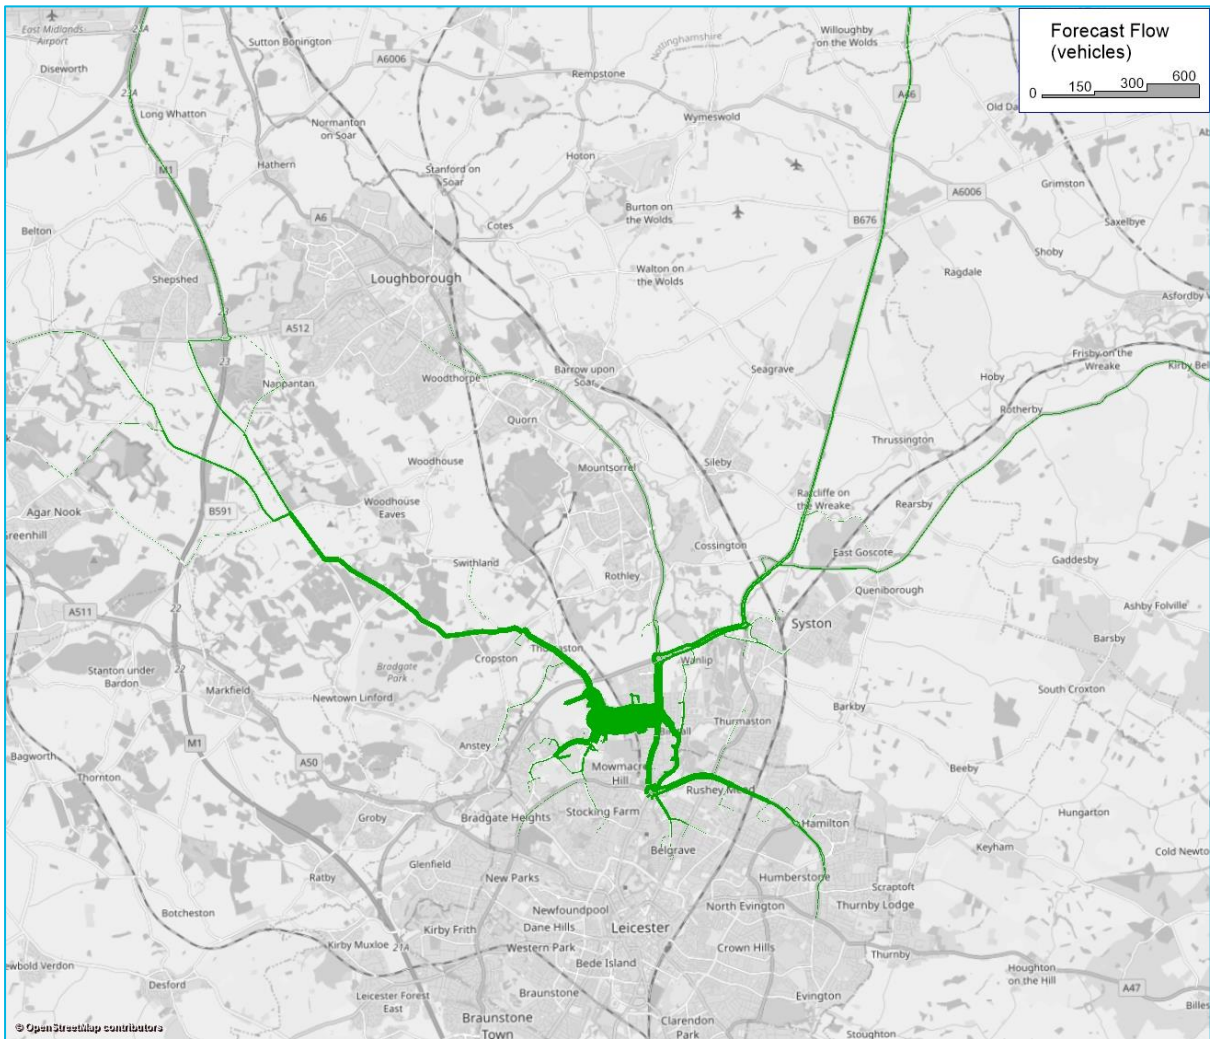 East Midlands
Airport
23A
Sutton Bonington
A6006
Nottinghamshire
Willoughby
on the Wolds
Forecast Flow
(vehicles)
0 150 300 600
Diseworth
Rempstone
23A
Long Whatton
A46
Normanton
on Soar
Wymeswold
M1
Hathern
Stanford on
Soar
Hoton
Grimston
A6006
Burton on
the Wolds
A6
B676
Saxelbye
Belton
Cotes
Shoby
Shepshed
Loughborough
Walton on
the Wolds
Ragdale
A512
23
Frisby on the
Wreake
Nanpantan
Woodthorpe
Barrow upon
Soar
Seagrave
Hoby
Rotherby
Quorn
Thrussington
Woodhouse
Mountsorrel
Sileby
Ratcliffe on
the Wreake
Rearsby
Agar Nook
B591
Woodhouse
Eaves
Cossington
East Goscote
Gaddesby
Swithland
Rothley
Queniborough
A511
22
Syston
Ashby Folville
Barsby
Stanton under
Bardon
Bradgate
Park
Cropston
Wanlip
22
Markfield
Newtown Linford
South Croxton
Barkby
Thurmaston
M1
Anstey
Bagworth
A50
Mowmacre
Hill
Beeby
Thornton
Rushey Mead
Groby
Bradgate Heights
Stocking Farm
Hamilton
Hungarton
Belgrave
Keyham
Glenfield
Ratby
New Parks
Humberstone
Scraptoft
Botcheston
Newfoundpool
North Evington
Thurnby Lodge
Kirby Frith
Dane Hills
Leicester
Kirby Muxloe
21A
Western Park
Crown Hills
Thurnby
Bede Island
Houghton
on the Hill
Desford
A47
Leicester Forest
East
Braunstone
Evington
Braunstone
Town
Clarendon
Park
Stoughton
© OpenStreetMap contributors